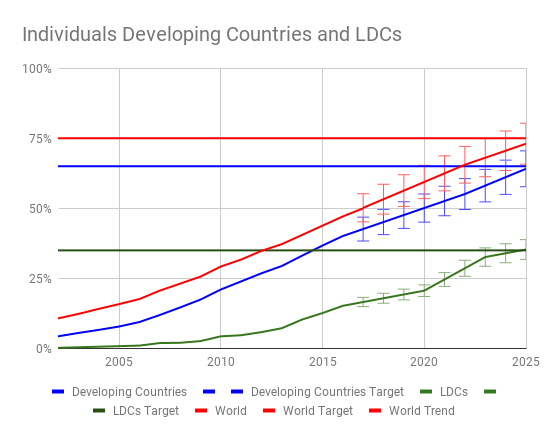 Individuals Developing Countries and LDCs
100%
75%
50%
25%
0%
2005 2010 2015 2020 2025
Developing Countries Developing Countries Target LDCs
LDCs Target World World Target World Trend